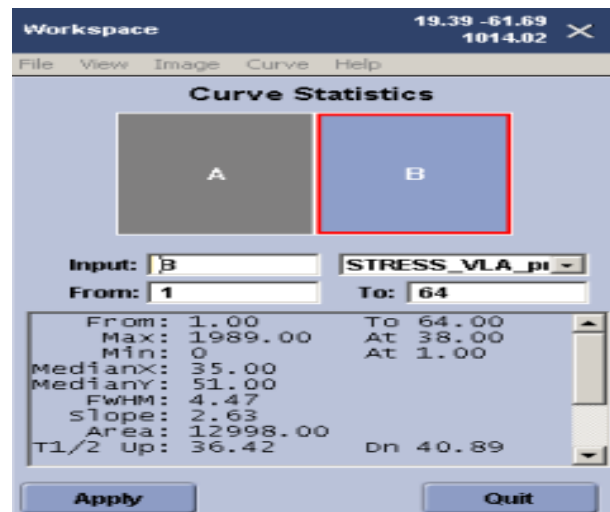 Workspace 19.39 -61.69
1014.02
File View Image Curve Help
Curve Statistics
A B
Input: B STRESS_VLA_pr
From: 1 To: 64
From: 1.00 To 64.00
Max: 1989.00 At 38.00
Min: 0 At 1.00
MedianX: 35.00
MedianY: 51.00
FWHM: 4.47
Slope: 2.63
Area: 12998.00
T1/2 Up: 36.42 Dn 40.89
Apply Quit